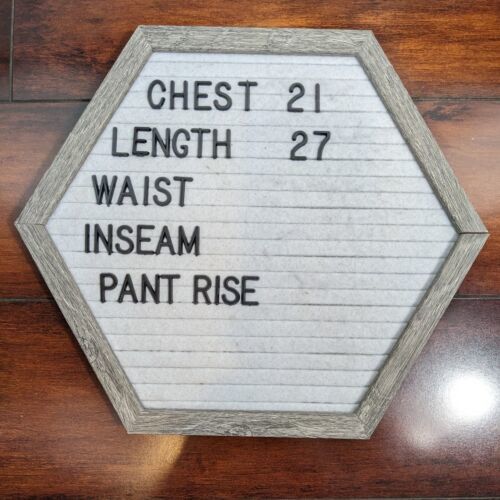 CHEST 21
LENGTH 27
WAIST
INSEAM
PANT RISE